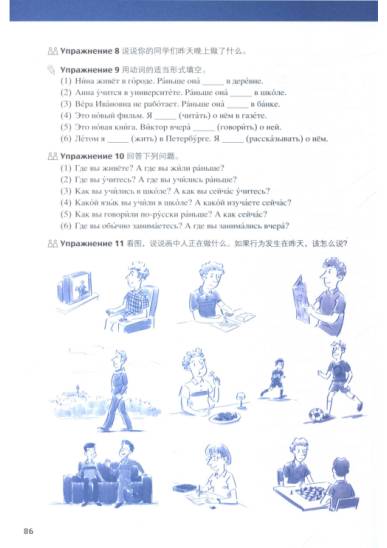 Упражнение 8 说说你的同学们昨天晚上做了什么。
Упражнение 9 用动词的适当形式填空。
(1) Ни́на живёт в го́роде. Ра́ньше она́ _____ в дере́вне.
(2) А́нна у́чится в университе́те. Ра́ньше она́ _____ в шко́ле.
(3) Ве́ра Ива́новна не рабо́тает. Ра́ньше она́ _____ в ба́нке.
(4) Э́то но́вый фильм. Я _____ (чита́ть) о нём в газе́те.
(5) Э́то но́вая кни́га. Ви́ктор вчера́ _____ (говори́ть) о ней.
(6) Ле́том я _____ (жить) в Петербу́рге. Я _____ (расска́зывать) о нём.
Упражнение 10 回答下列问题。
(1) Где вы живёте? А где вы жи́ли ра́ньше?
(2) Где вы у́читесь? А где вы учи́лись ра́ньше?
(3) Как вы учи́лись в шко́ле? А как вы сейча́с у́читесь?
(4) Како́й язы́к вы учи́ли в шко́ле? А како́й изуча́ете сейча́с?
(5) Как вы говори́ли по-ру́сски ра́ньше? А как сейча́с?
(6) Где вы обы́чно занима́етесь? А где вы занима́лись вчера́?
Упражнение 11 看图，说说画中人正在做什么。如果行为发生在昨天，该怎么说?
86